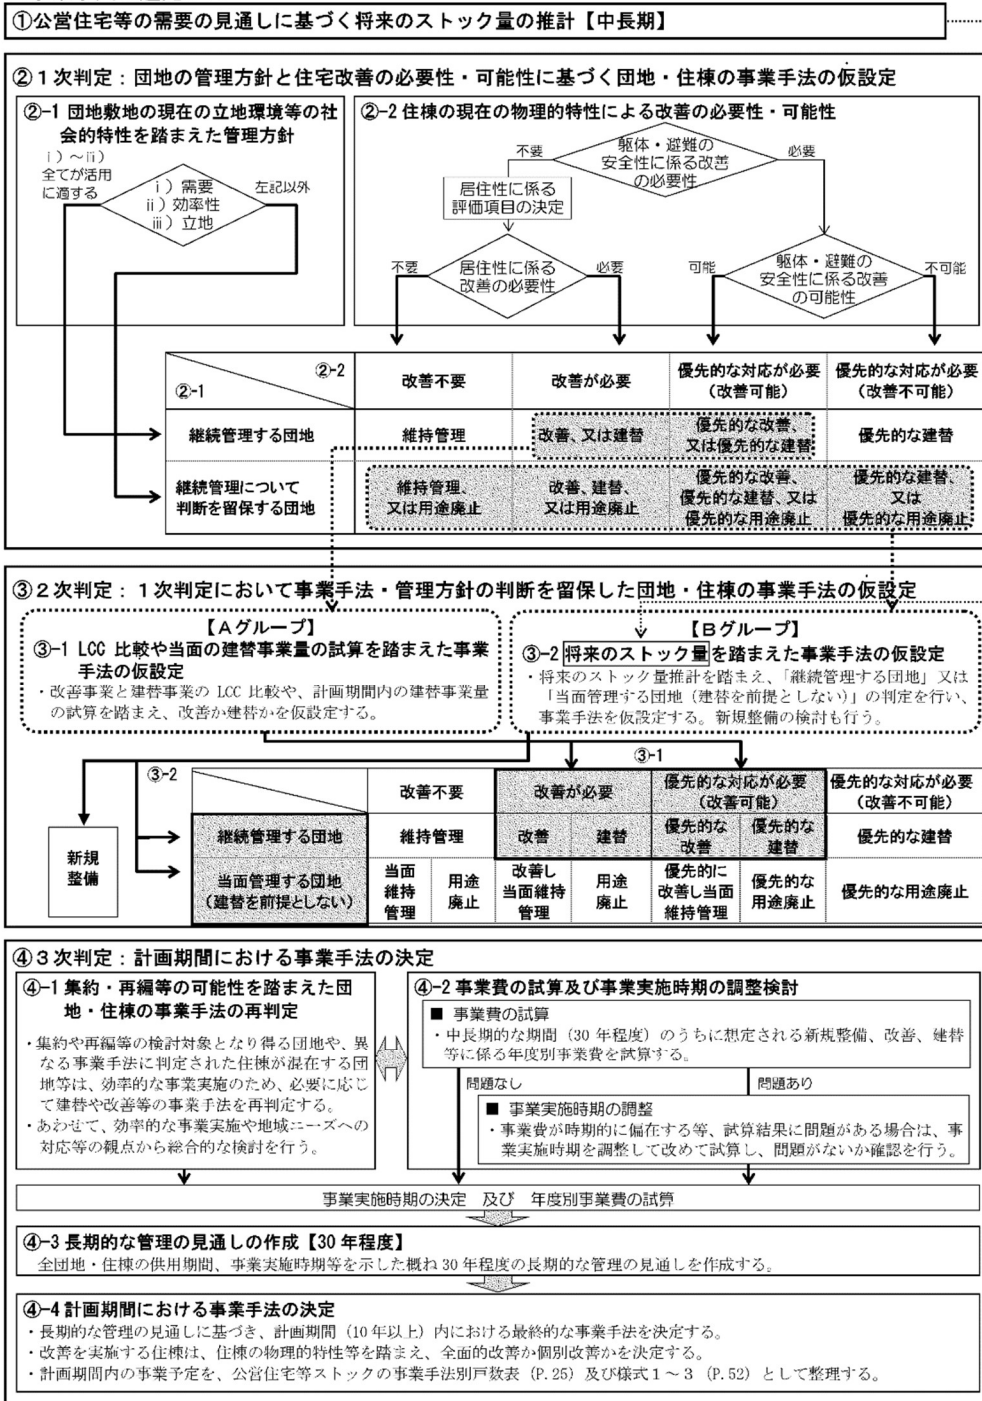 ①公営住宅等の需要の見通しに基づく将来のストック量の推計【中長期】
②１次判定：団地の管理方針と住宅改善の必要性・可能性に基づく団地・住棟の事業手法の仮設定
②-1 団地敷地の現在の立地環境等の社
会的特性を踏まえた管理方針
ⅰ）～ⅲ）
全てが活用
に適する
ⅰ）需要
ⅱ）効率性
ⅲ）立地
左記以外
②-2 住棟の現在の物理的特性による改善の必要性・可能性
不要
躯体・避難の
安全性に係る改善
の必要性
必要
居住性に係る
評価項目の決定
不要
居住性に係る
改善の必要性
必要
可能
躯体・避難の
安全性に係る改善
の可能性
不可能
②-2
②-1
改善不要
改善が必要
優先的な対応が必要
（改善可能）
優先的な対応が必要
（改善不可能）
継続管理する団地
維持管理
改善、又は建替
優先的な改善、
又は優先的な建替
優先的な建替
継続管理について
判断を留保する団地
維持管理、
又は用途廃止
改善、建替、
又は用途廃止
優先的な改善、
優先的な建替、又は
優先的な用途廃止
優先的な建替、
又は
優先的な用途廃止
③２次判定：１次判定において事業手法・管理方針の判断を留保した団地・住棟の事業手法の仮設定
【Ａグループ】
③-1 LCC 比較や当面の建替事業量の試算を踏まえた事業
手法の仮設定
・改善事業と建替事業の LCC 比較や、計画期間内の建替事業量
の試算を踏まえ、改善か建替かを仮設定する。
【Ｂグループ】
③-2 将来のストック量を踏まえた事業手法の仮設定
・将来のストック量推計を踏まえ、「継続管理する団地」又は
「当面管理する団地（建替を前提としない）」の判定を行い、
事業手法を仮設定する。新規整備の検討も行う。
③-1
③-2
改善不要
改善が必要
優先的な対応が必要
（改善可能）
優先的な対応が必要
（改善不可能）
新規
整備
継続管理する団地
維持管理
改善
建替
優先的な
改善
優先的な
建替
優先的な建替
当面管理する団地
（建替を前提としない）
当面
維持
管理
用途
廃止
改善し
当面維持
管理
用途
廃止
優先的に
改善し当面
維持管理
優先的な
用途廃止
優先的な用途廃止
④３次判定：計画期間における事業手法の決定
④-1 集約・再編等の可能性を踏まえた団
地・住棟の事業手法の再判定
・集約や再編等の検討対象となり得る団地や、異
なる事業手法に判定された住棟が混在する団
地等は、効率的な事業実施のため、必要に応じ
て建替や改善等の事業手法を再判定する。
・あわせて、効率的な事業実施や地域ニーズへの
対応等の観点から総合的な検討を行う。
④-2 事業費の試算及び事業実施時期の調整検討
■ 事業費の試算
・中長期的な期間（30 年程度）のうちに想定される新規整備、改善、建替
等に係る年度別事業費を試算する。
問題なし
問題あり
■ 事業実施時期の調整
・事業費が時期的に偏在する等、試算結果に問題がある場合は、事
業実施時期を調整して改めて試算し、問題がないか確認を行う。
事業実施時期の決定　及び　年度別事業費の試算
④-3 長期的な管理の見通しの作成【30 年程度】
全団地・住棟の供用期間、事業実施時期等を示した概ね 30 年程度の長期的な管理の見通しを作成する。
④-4 計画期間における事業手法の決定
・長期的な管理の見通しに基づき、計画期間（10 年以上）内における最終的な事業手法を決定する。
・改善を実施する住棟は、住棟の物理的特性等を踏まえ、全面的改善か個別改善かを決定する。
・計画期間内の事業予定を、公営住宅等ストックの事業手法別戸数表（P.25）及び様式１～３（P.52）として整理する。